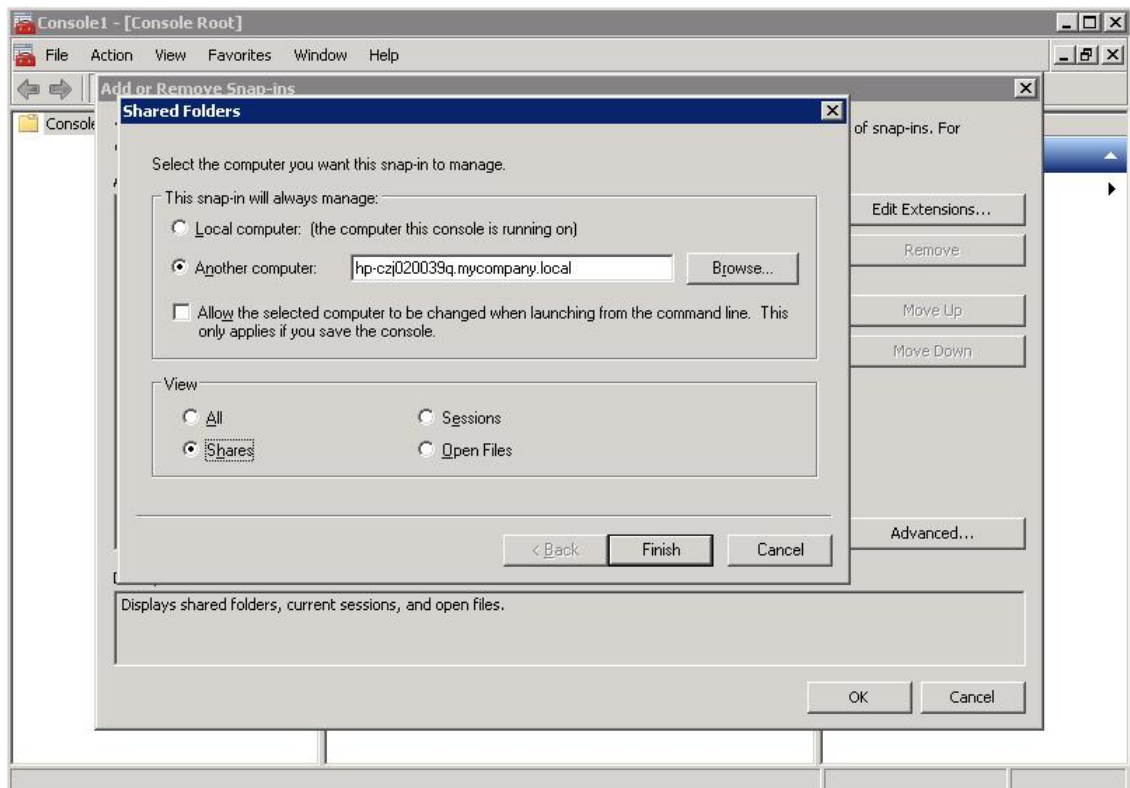 Console1 - [Console Root]
File Action View Favorites Window Help
Add or Remove Snap-ins
Shared Folders
Console
of snap-ins. For
Select the computer you want this snap-in to manage.
This snap-in will always manage:
Local computer: (the computer this console is running on)
Edit Extensions...
Another computer: hp-czj020039q.mycompany.local Browse...
Remove
Allow the selected computer to be changed when launching from the command line. This
only applies if you save the console.
Move Up
Move Down
View
All Sessions
Shares Open Files
Advanced...
< Back Finish Cancel
Displays shared folders, current sessions, and open files.
OK Cancel